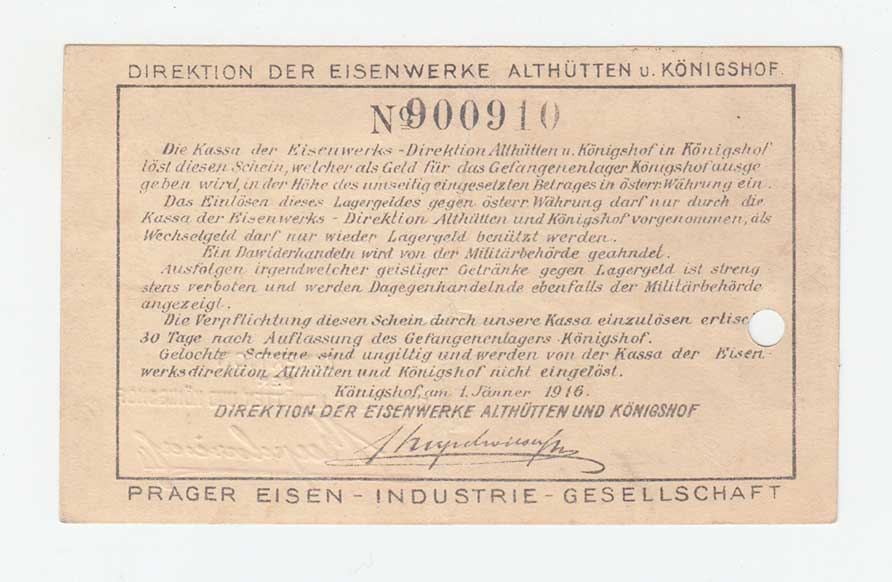 DIREKTION DER EISENWERKE ALTHÜTTEN u. KÖNIGSHOF.
No 900910
Die Kassa der Eisenwerks-Direktion Althütten u. Königshof in Königshof
löst diesen Schein, welcher als Geld für das Gefangenenlager Königshof ausge
geben wird, in der Höhe des umseitig eingesetzten Betrages in österr. Währung ein.
Das Einlösen dieses Lagergeldes gegen österr. Währung darf nur durch die
Kassa der Eisenwerks - Direktion Althütten und Königshof vorgenommen, als
Wechselgeld darf nur wieder Lagergeld benützt werden.
Ein Dawiderhandeln wird von der Militärbehörde geahndet.
Ausfolgen irgendwelcher geistiger Getränke gegen Lagergeld ist streng
stens verboten und werden Dagegenhandelnde ebenfalls der Militärbehörde
angezeigt.
Die Verpflichtung diesen Schein durch unsere Kassa einzulösen erlisch
30 Tage nach Auflassung des Gefangenenlagers Königshof.
Gelochte Scheine sind ungiltig und werden von der Kassa der Eisen-
werksdirektion Althütten und Königshof nicht eingelöst.
Königshof, am 1. Jänner 1916.
DIREKTION DER EISENWERKE ALTHÜTTEN UND KÖNIGSHOF
PRAGER EISEN - INDUSTRIE - GESELLSCHAFT